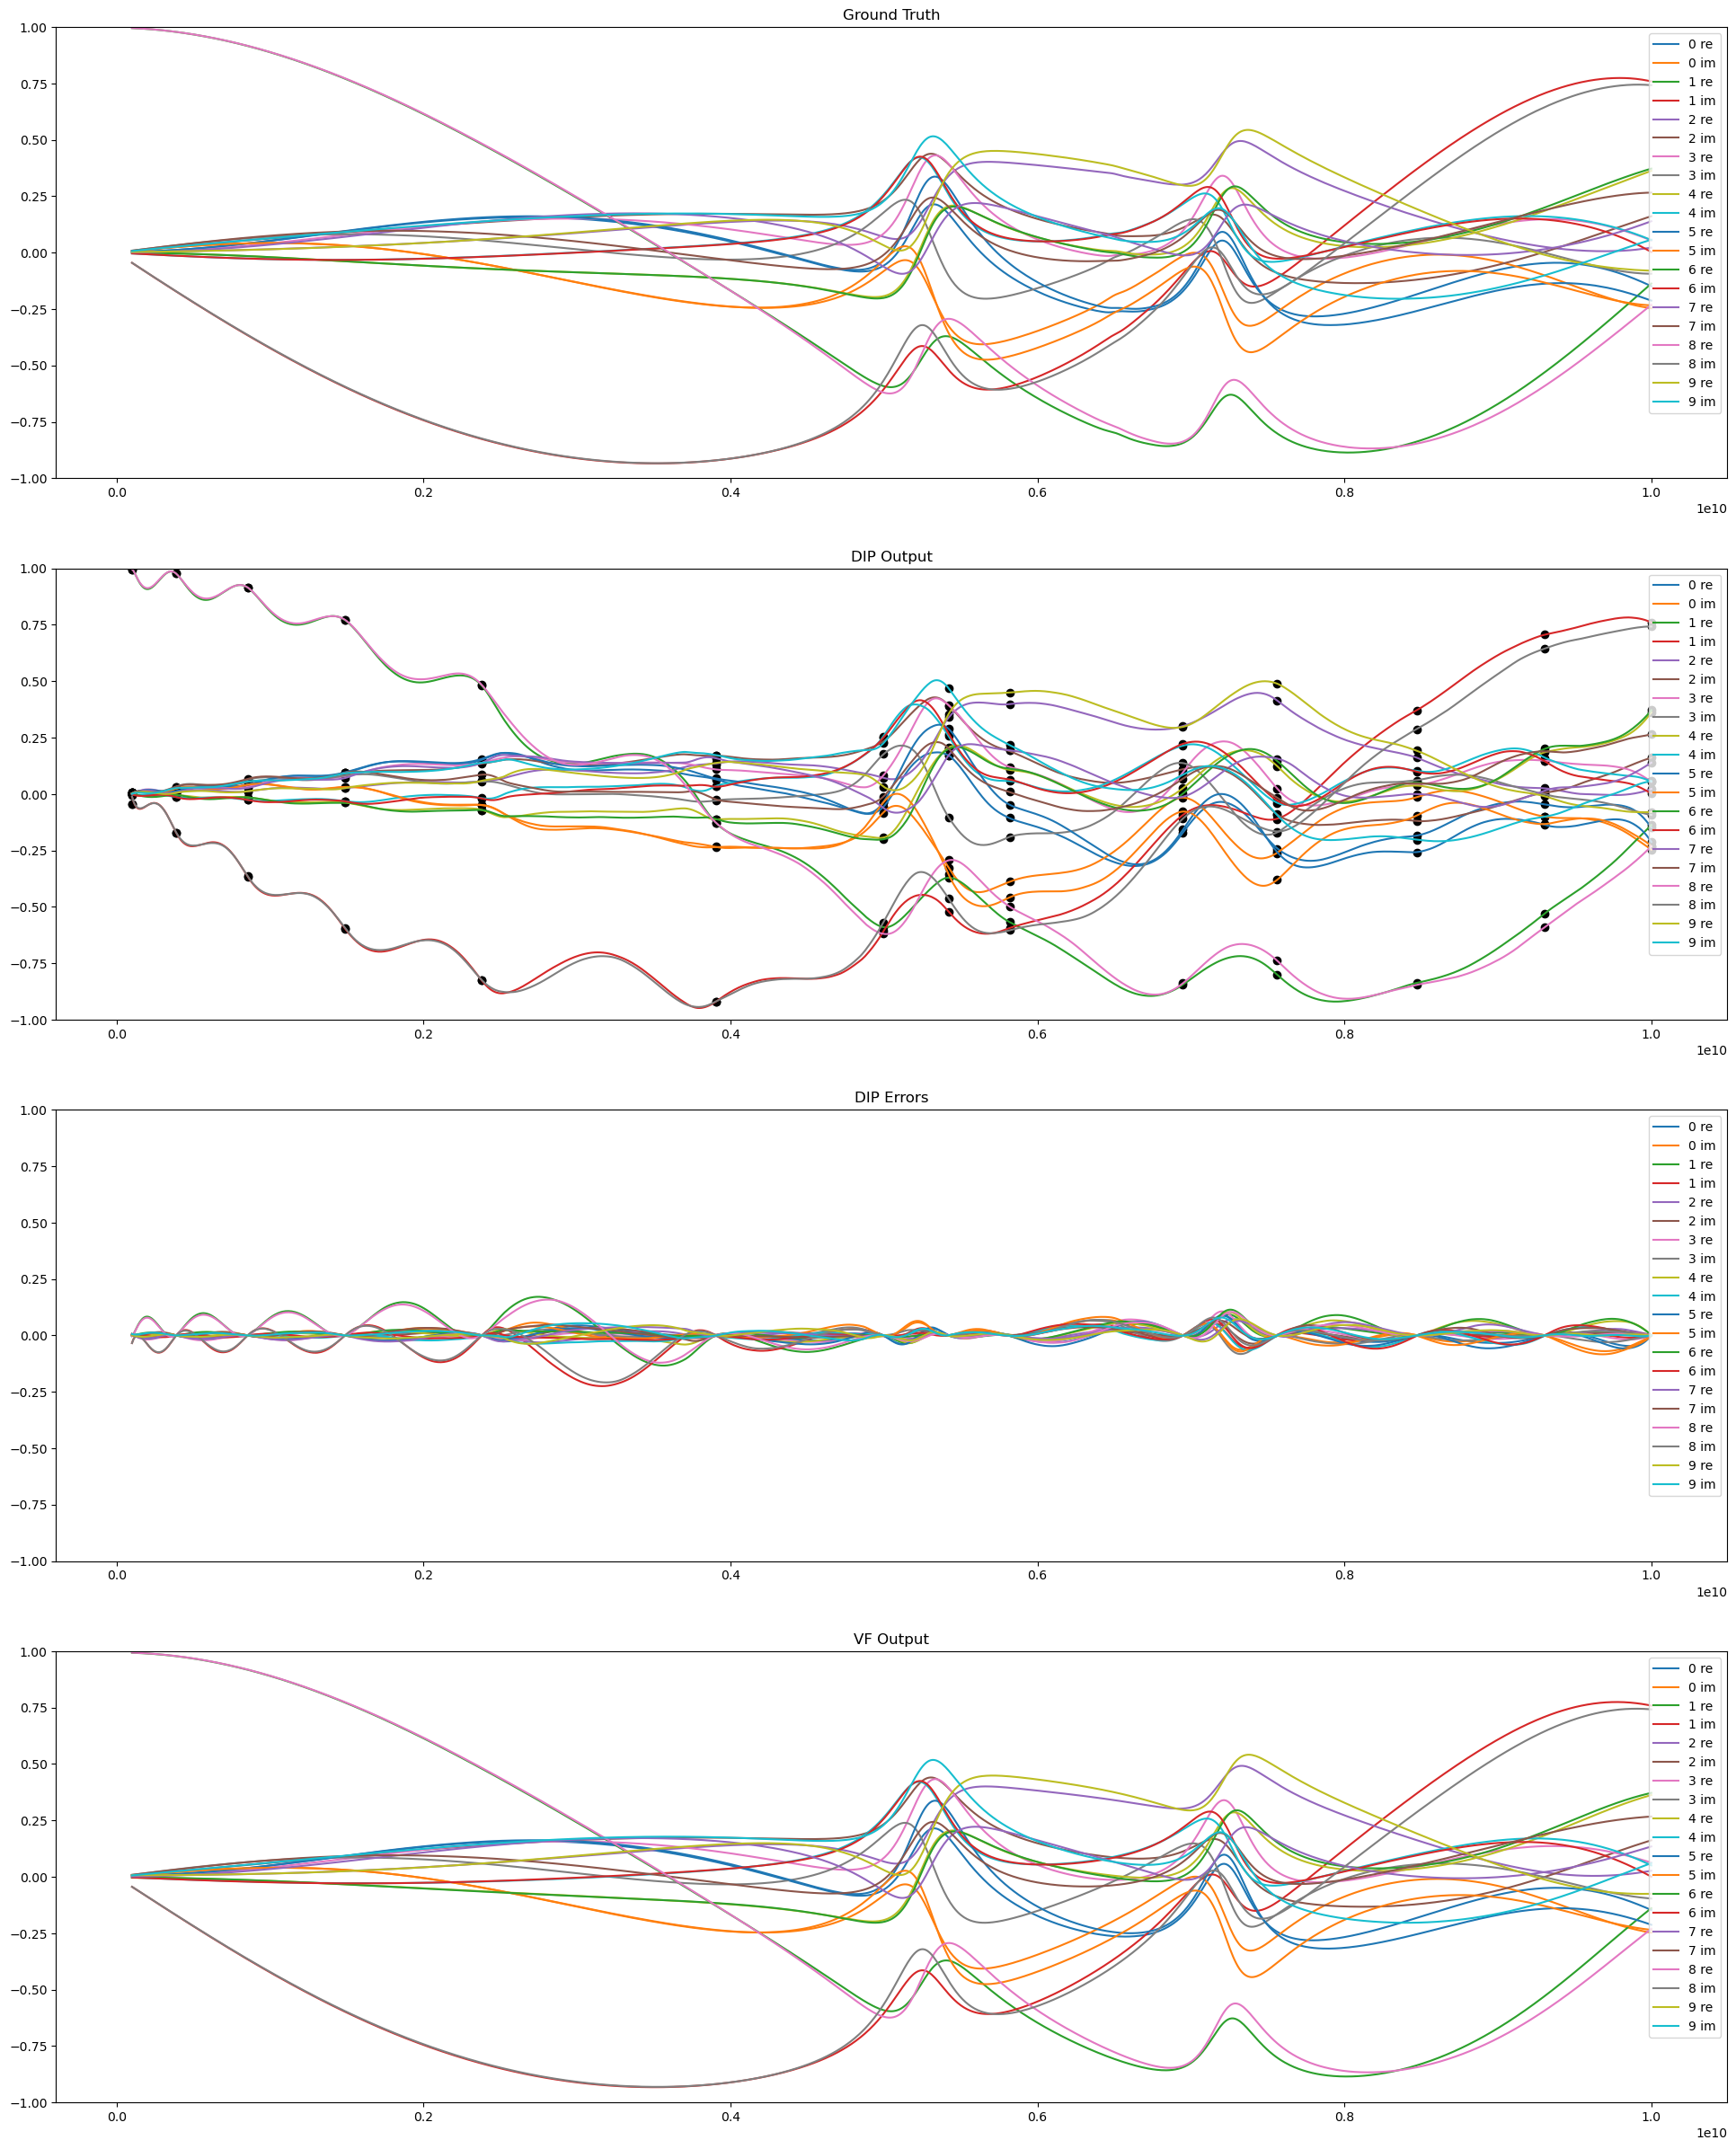 Ground Truth
1.00
0.75
0.50
0.25
0.00
−0.25
−0.50
−0.75
−1.00
0.0 0.2 0.4 0.6 0.8 1.0
1e10
0 re
0 im
1 re
1 im
2 re
2 im
3 re
3 im
4 re
4 im
5 re
5 im
6 re
6 im
7 re
7 im
8 re
8 im
9 re
9 im
DIP Output
1.00
0.75
0.50
0.25
0.00
−0.25
−0.50
−0.75
−1.00
0.0 0.2 0.4 0.6 0.8 1.0
1e10
0 re
0 im
1 re
1 im
2 re
2 im
3 re
3 im
4 re
4 im
5 re
5 im
6 re
6 im
7 re
7 im
8 re
8 im
9 re
9 im
DIP Errors
1.00
0.75
0.50
0.25
0.00
−0.25
−0.50
−0.75
−1.00
0.0 0.2 0.4 0.6 0.8 1.0
1e10
0 re
0 im
1 re
1 im
2 re
2 im
3 re
3 im
4 re
4 im
5 re
5 im
6 re
6 im
7 re
7 im
8 re
8 im
9 re
9 im
VF Output
1.00
0.75
0.50
0.25
0.00
−0.25
−0.50
−0.75
−1.00
0.0 0.2 0.4 0.6 0.8 1.0
1e10
0 re
0 im
1 re
1 im
2 re
2 im
3 re
3 im
4 re
4 im
5 re
5 im
6 re
6 im
7 re
7 im
8 re
8 im
9 re
9 im